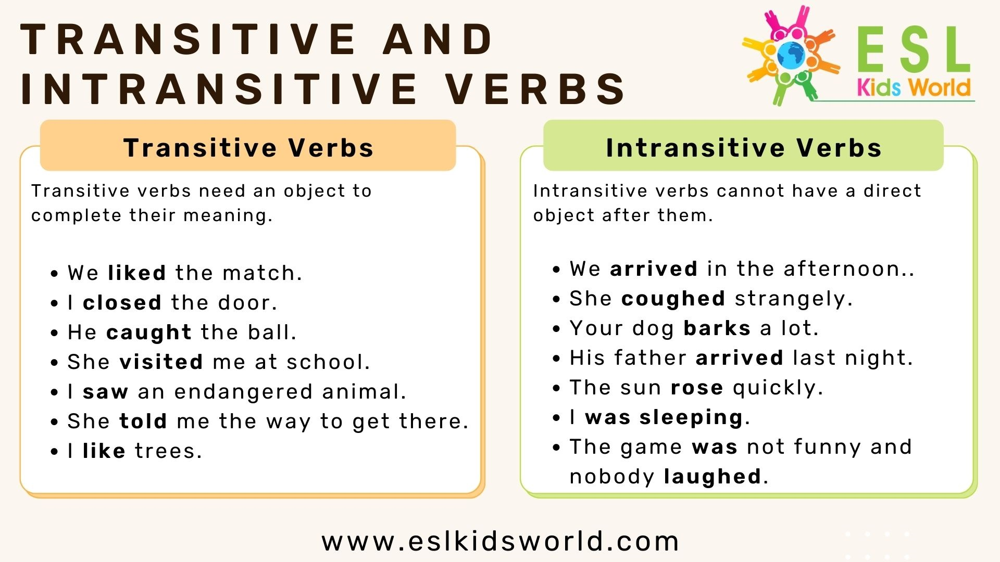 TRANSITIVE AND
INTRANSITIVE VERBS
ESL
Kids World
Transitive Verbs
Transitive verbs need an object to
complete their meaning.
• We liked the match.
• I closed the door.
• He caught the ball.
• She visited me at school.
• I saw an endangered animal.
• She told me the way to get there.
• I like trees.
Intransitive Verbs
Intransitive verbs cannot have a direct
object after them.
• We arrived in the afternoon..
• She coughed strangely.
• Your dog barks a lot.
• His father arrived last night.
• The sun rose quickly.
• I was sleeping.
• The game was not funny and
nobody laughed.
www.eslkidsworld.com